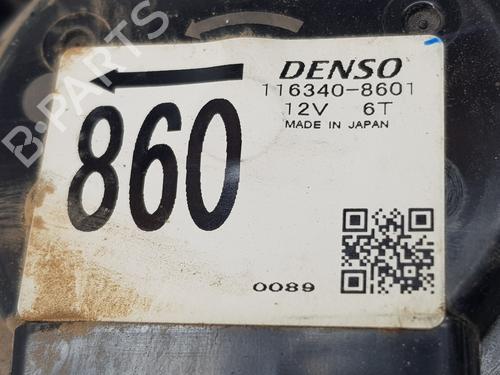 DENSO
116340-8601
12V 6T
MADE IN JAPAN
860
0089
B-PARTS